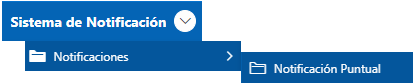 Sistema de Notificación
Notificaciones
Notificación Puntual